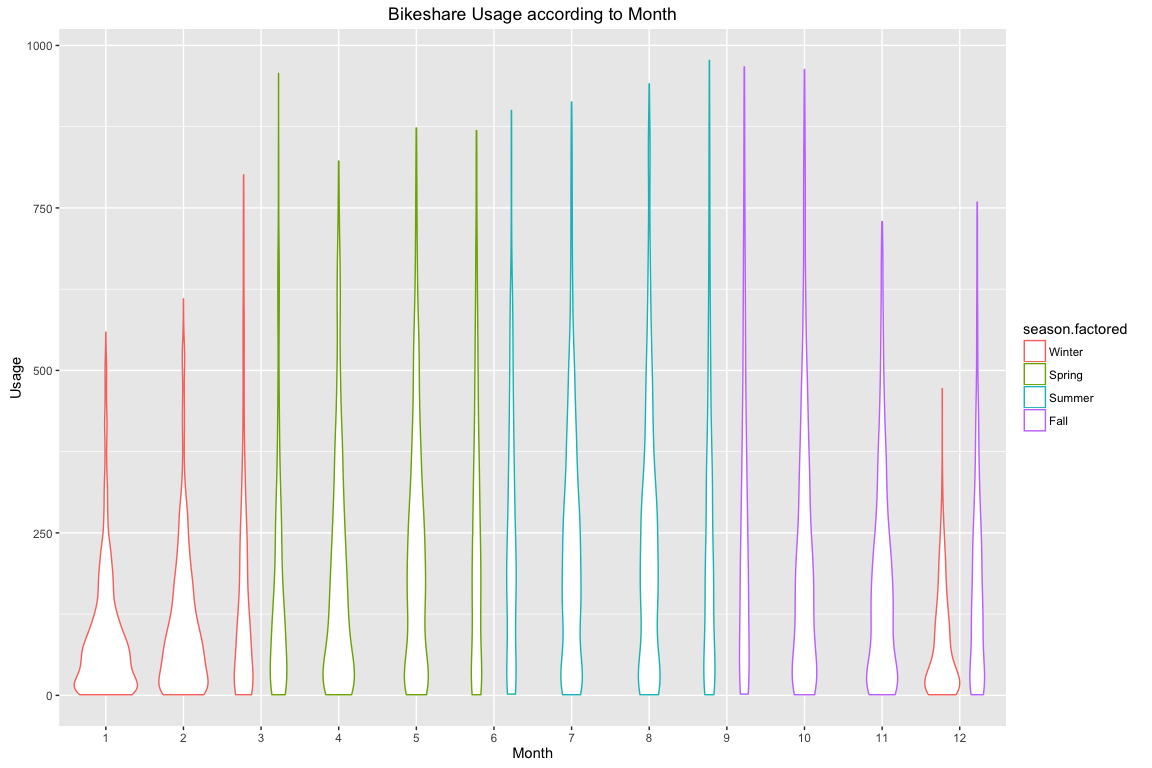 Bikeshare Usage according to Month
1000
750
500
250
0
Usage
1 2 3 4 5 6 7 8 9 10 11 12
Month
season.factored
Winter
Spring
Summer
Fall